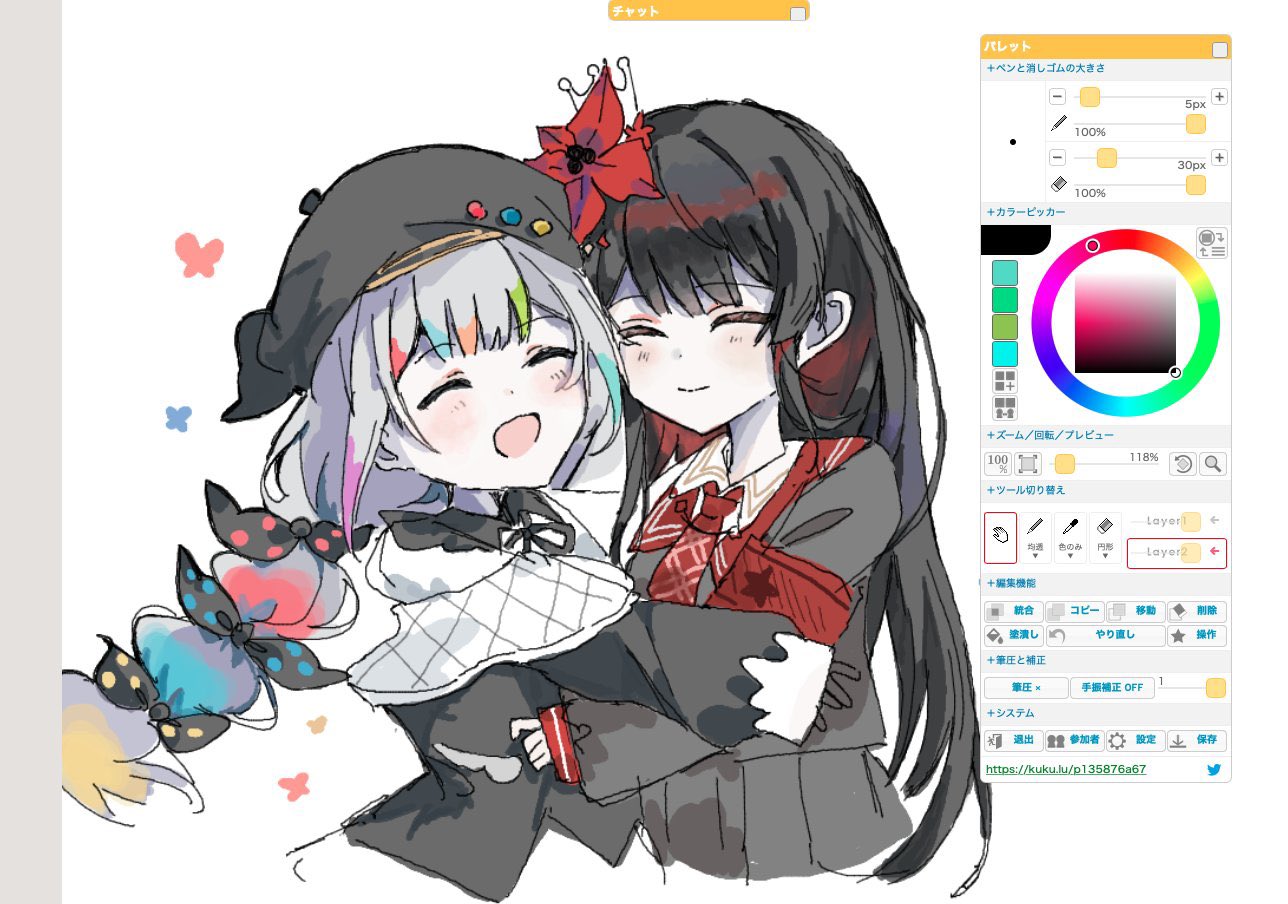 チャット
パレット
+ペンと消しゴムの大きさ
5px
100%
30px
100%
+カラーピッカー
+ズーム/回転/プレビュー
100%
118%
+ツール切り替え
均透
色のみ
円形
Layer1
Layer2
+編集機能
統合 コピー 移動 削除
塗潰し やり直し 操作
+筆圧と補正
筆圧 × 手振補正 OFF 1
+システム
退出 参加者 設定 保存
https://kuku.lu/p135876a67